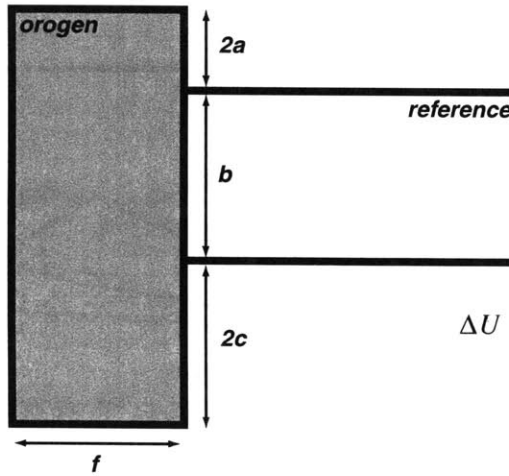 orogen
2a
reference
b
2c
ΔU
f